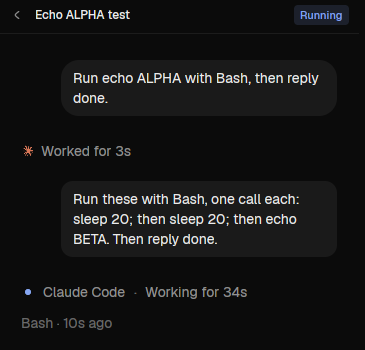 Echo ALPHA test
Running
Run echo ALPHA with Bash, then reply
done.
Worked for 3s
Run these with Bash, one call each:
sleep 20; then sleep 20; then echo
BETA. Then reply done.
Claude Code · Working for 34s
Bash · 10s ago